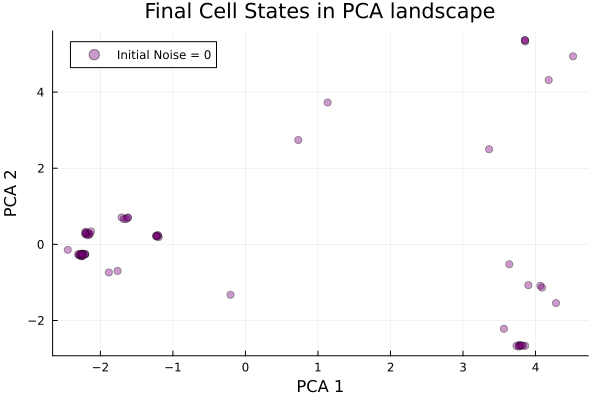 Final Cell States in PCA landscape
Initial Noise = 0
PCA 2
4
2
0
−2
−2 −1 0 1 2 3 4
PCA 1